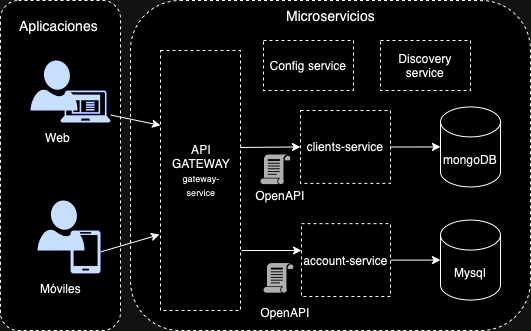 Aplicaciones
Microservicios
Config service
Discovery
service
Web
API
GATEWAY
gateway-
service
clients-service
mongoDB
OpenAPI
Móviles
account-service
Mysql
OpenAPI